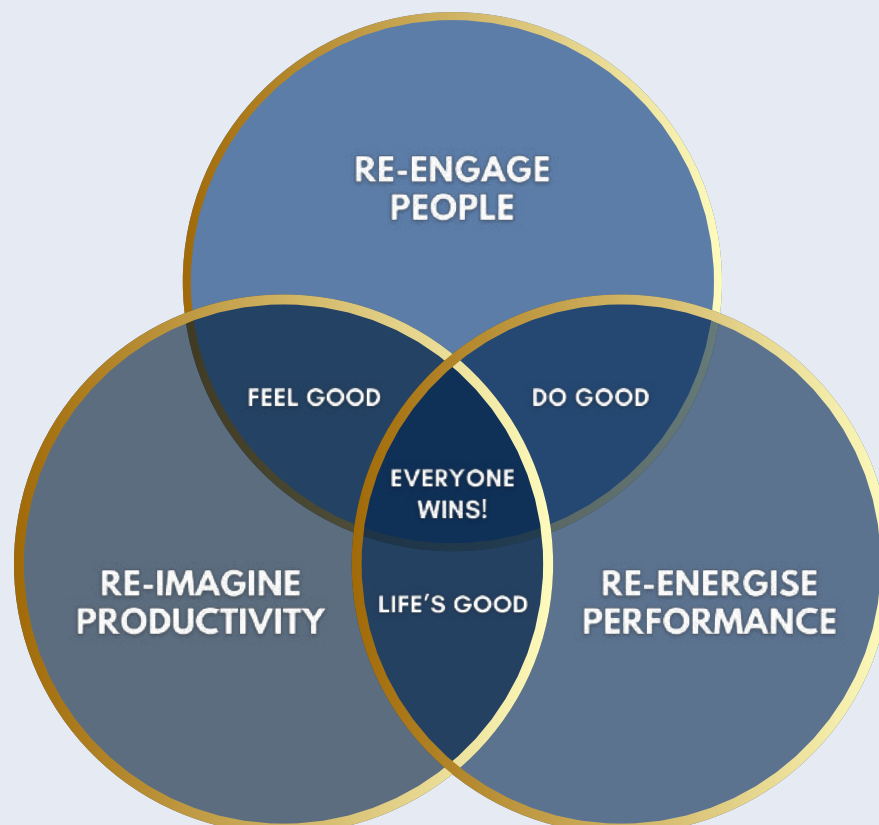 RE-ENGAGE
PEOPLE
FEEL GOOD
DO GOOD
EVERYONE
WINS!
RE-IMAGINE
PRODUCTIVITY
LIFE'S GOOD
RE-ENERGISE
PERFORMANCE